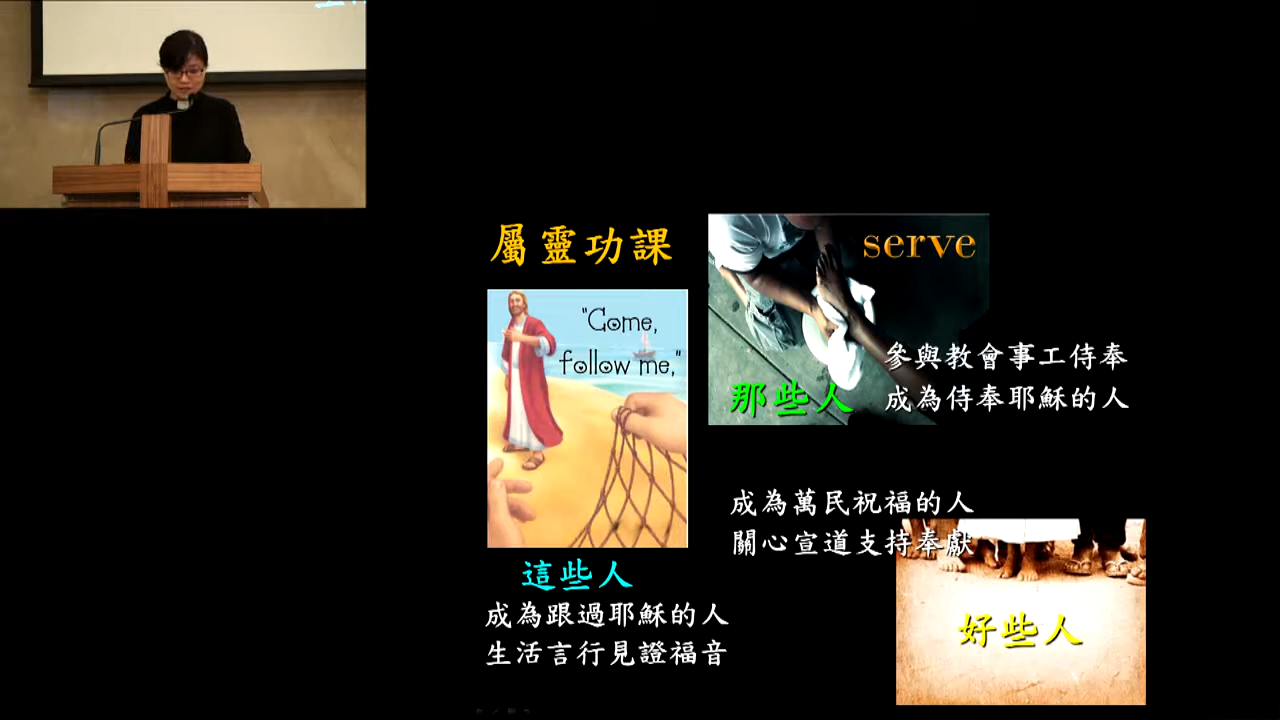 屬靈功課
"Come,
follow me,"
這些人
成為跟過耶穌的人
生活言行見證福音
serve
那些人
參與教會事工侍奉
成為侍奉耶穌的人
成為萬民祝福的人
關心宣道支持奉獻
好些人